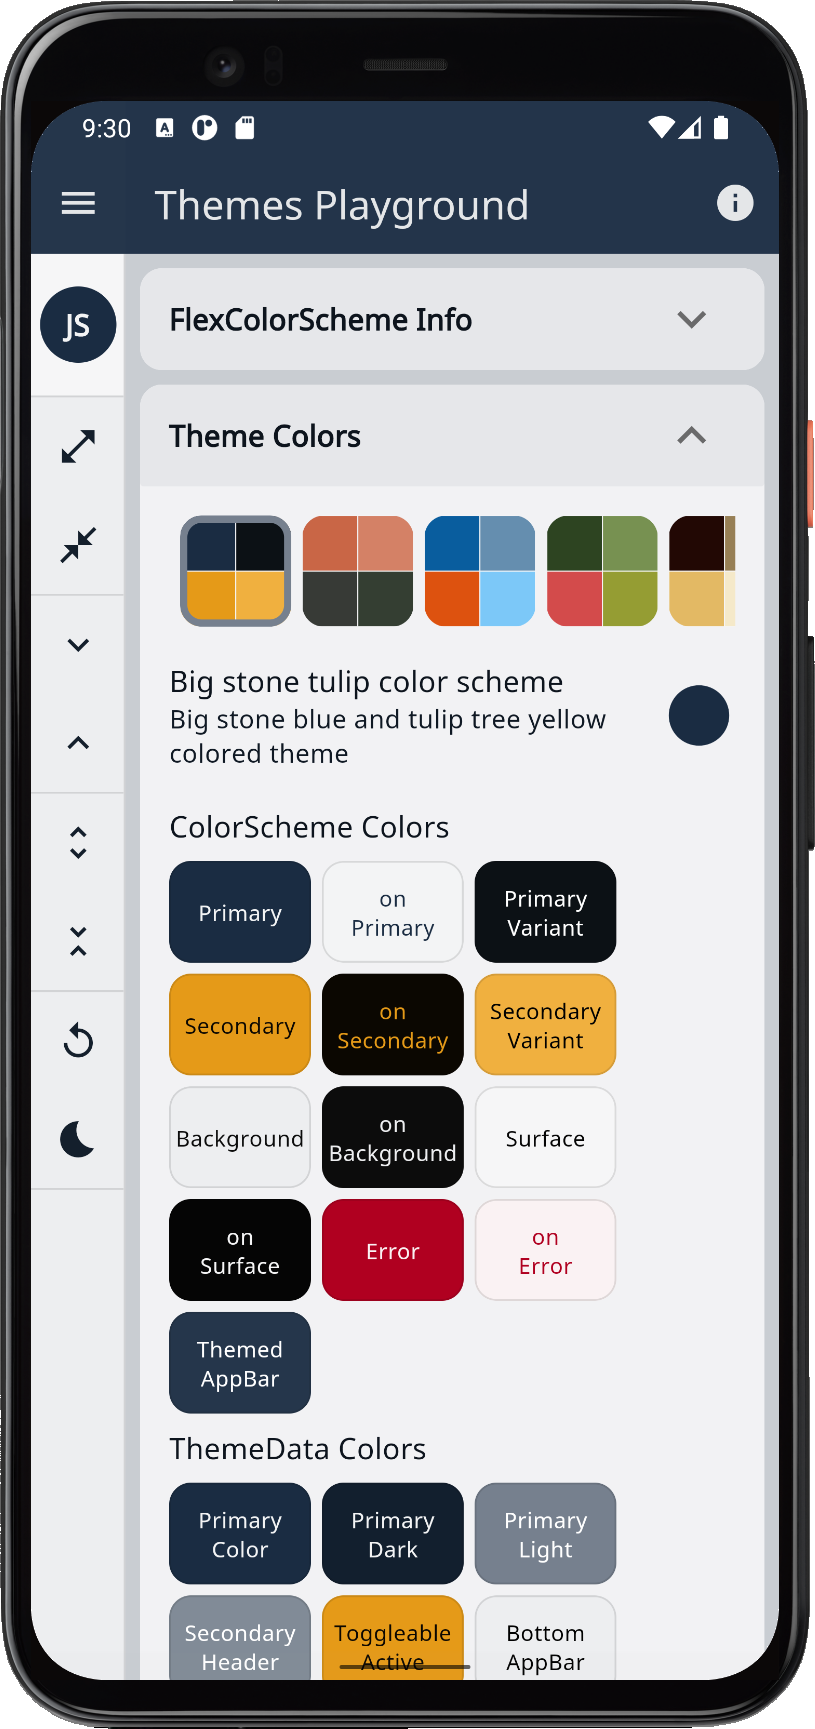 9:30
A
Themes Playground
JS
FlexColorScheme Info
Theme Colors
Big stone tulip color scheme
Big stone blue and tulip tree yellow
colored theme
ColorScheme Colors
Primary
on
Primary
Primary
Variant
Secondary
on
Secondary
Secondary
Variant
Background
on
Background
Surface
on
Surface
Error
on
Error
Themed
AppBar
ThemeData Colors
Primary
Color
Primary
Dark
Primary
Light
Secondary
Header
Toggleable
Active
Bottom
AppBar